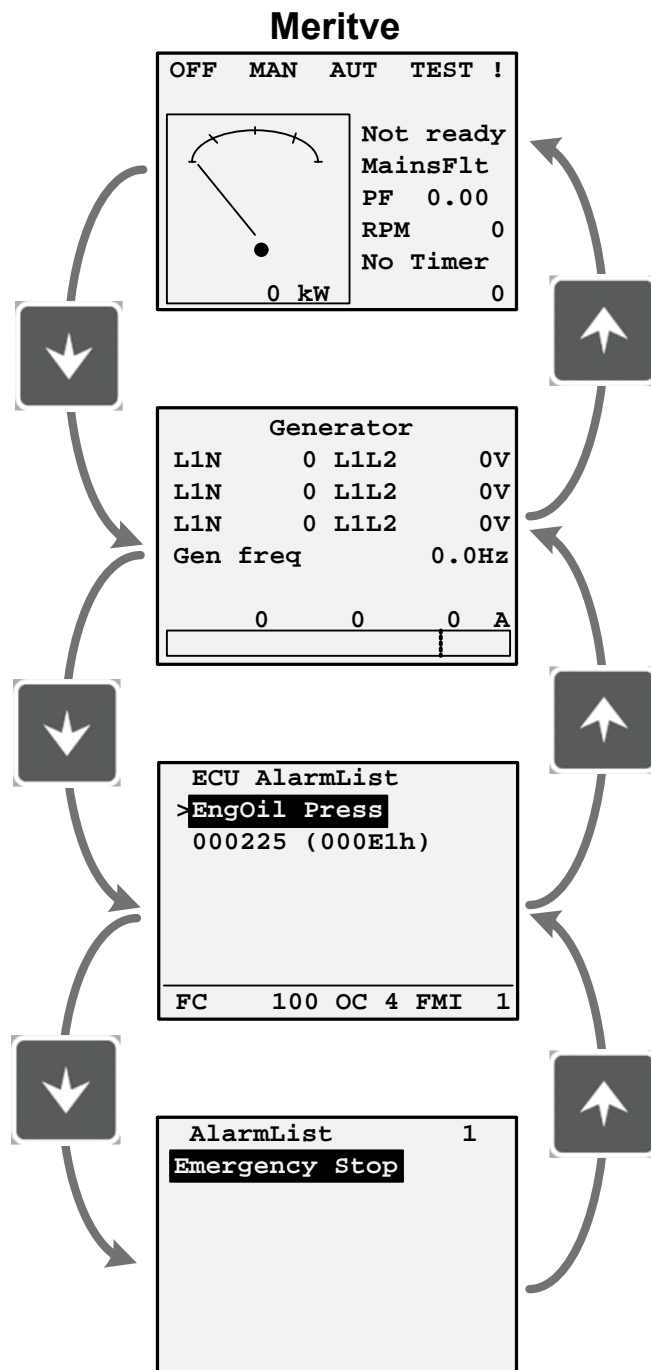 Meritve
OFF MAN AUT TEST !
Not ready
MainsFlt
PF 0.00
RPM 0
No Timer
0 kW 0
Generator
L1N 0 L1L2 0V
L1N 0 L1L2 0V
L1N 0 L1L2 0V
Gen freq 0.0Hz
0 0 0 A
ECU AlarmList
>EngOil Press
000225 (000E1h)
FC 100 OC 4 FMI 1
AlarmList 1
Emergency Stop